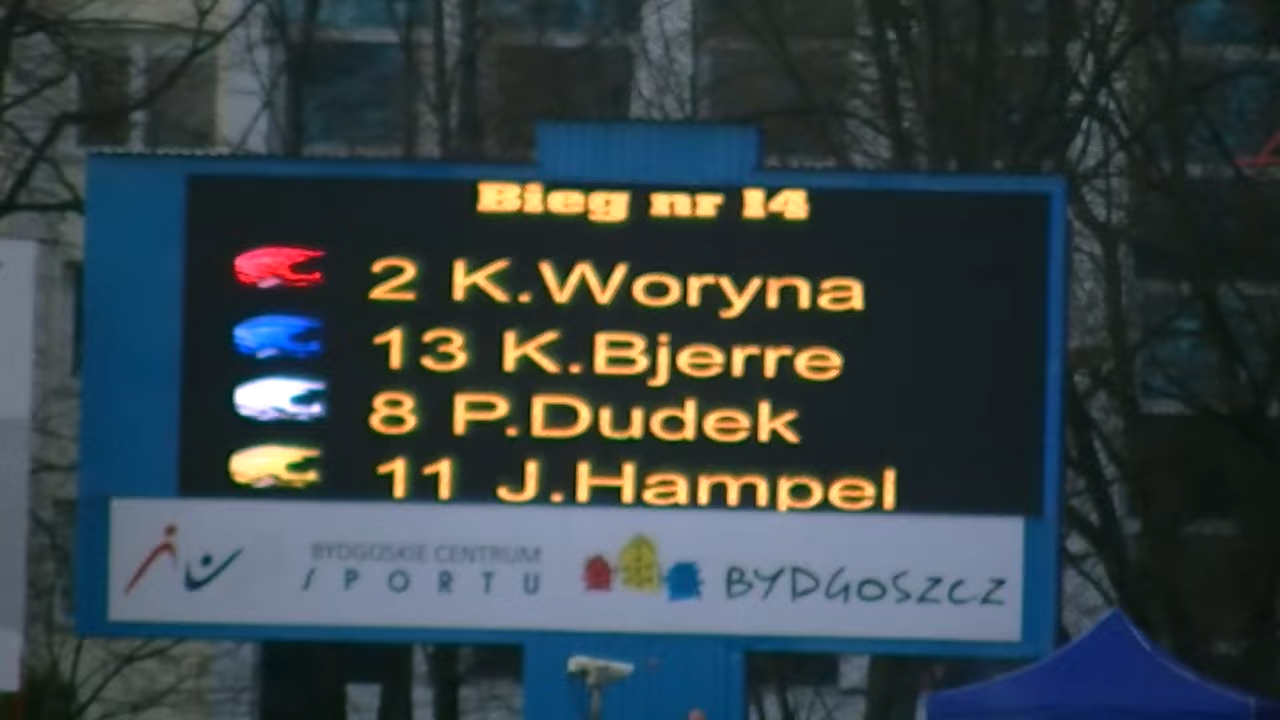 Bieg nr 14
2 K.Woryna
13 K.Bjerre
8 P.Dudek
11 J.Hampel
BYDGOSKIE CENTRUM
SPORTU
BYDGOSZCZ